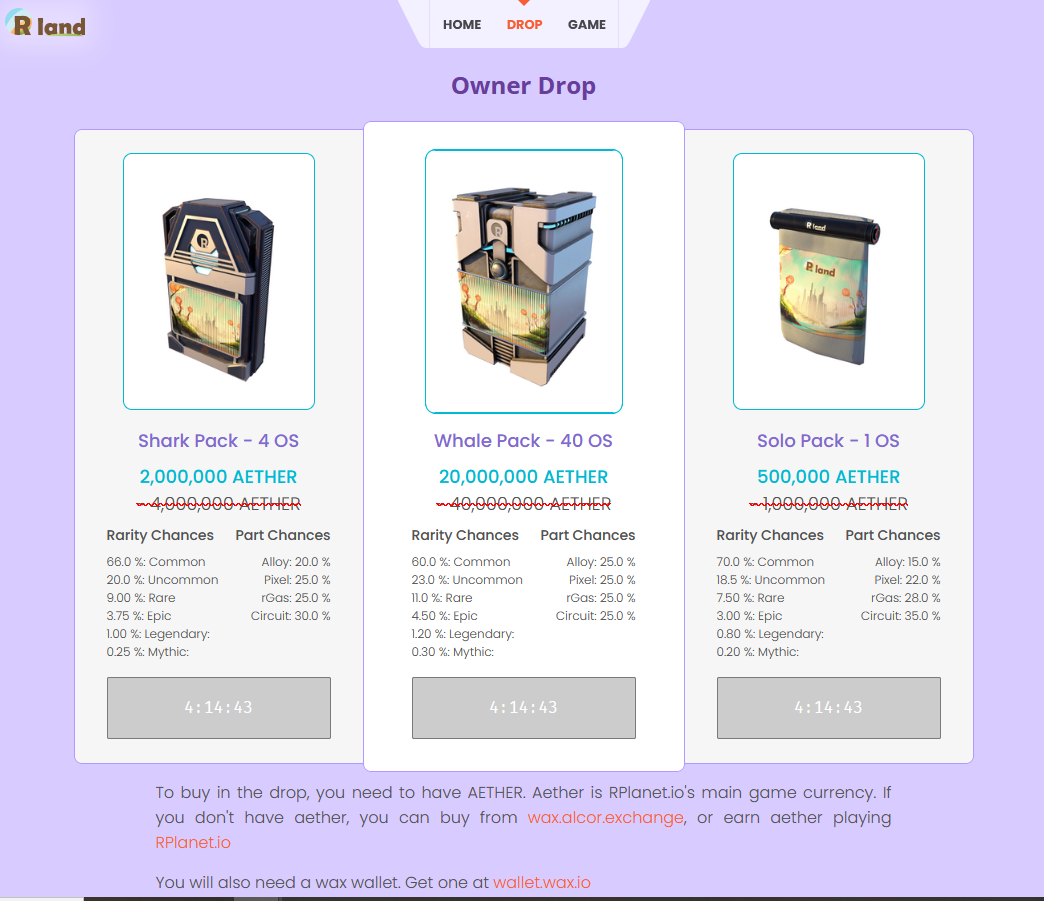 R land
HOME
DROP
GAME
Owner Drop
R
Shark Pack - 4 OS
2,000,000 AETHER
4,000,000 AETHER
Rarity Chances
Part Chances
66.0 %: Common
Alloy: 20.0 %
20.0 %: Uncommon
Pixel: 25.0 %
9.00 %: Rare
rGas: 25.0 %
3.75 %: Epic
Circuit: 30.0 %
1.00 %: Legendary:
0.25 %: Mythic:
4:14:43
R
Whale Pack - 40 OS
20,000,000 AETHER
40,000,000 AETHER
Rarity Chances
Part Chances
60.0 %: Common
Alloy: 25.0 %
23.0 %: Uncommon
Pixel: 25.0 %
11.0 %: Rare
rGas: 25.0 %
4.50 %: Epic
Circuit: 25.0 %
1.20 %: Legendary:
0.30 %: Mythic:
4:14:43
R land
R land
Solo Pack - 1 OS
500,000 AETHER
1,000,000 AETHER
Rarity Chances
Part Chances
70.0 %: Common
Alloy: 15.0 %
18.5 %: Uncommon
Pixel: 22.0 %
7.50 %: Rare
rGas: 28.0 %
3.00 %: Epic
Circuit: 35.0 %
0.80 %: Legendary:
0.20 %: Mythic:
4:14:43
To buy in the drop, you need to have AETHER. Aether is RPlanet.io's main game currency. If
you don't have aether, you can buy from wax.alcor.exchange, or earn aether playing
RPlanet.io
You will also need a wax wallet. Get one at wallet.wax.io